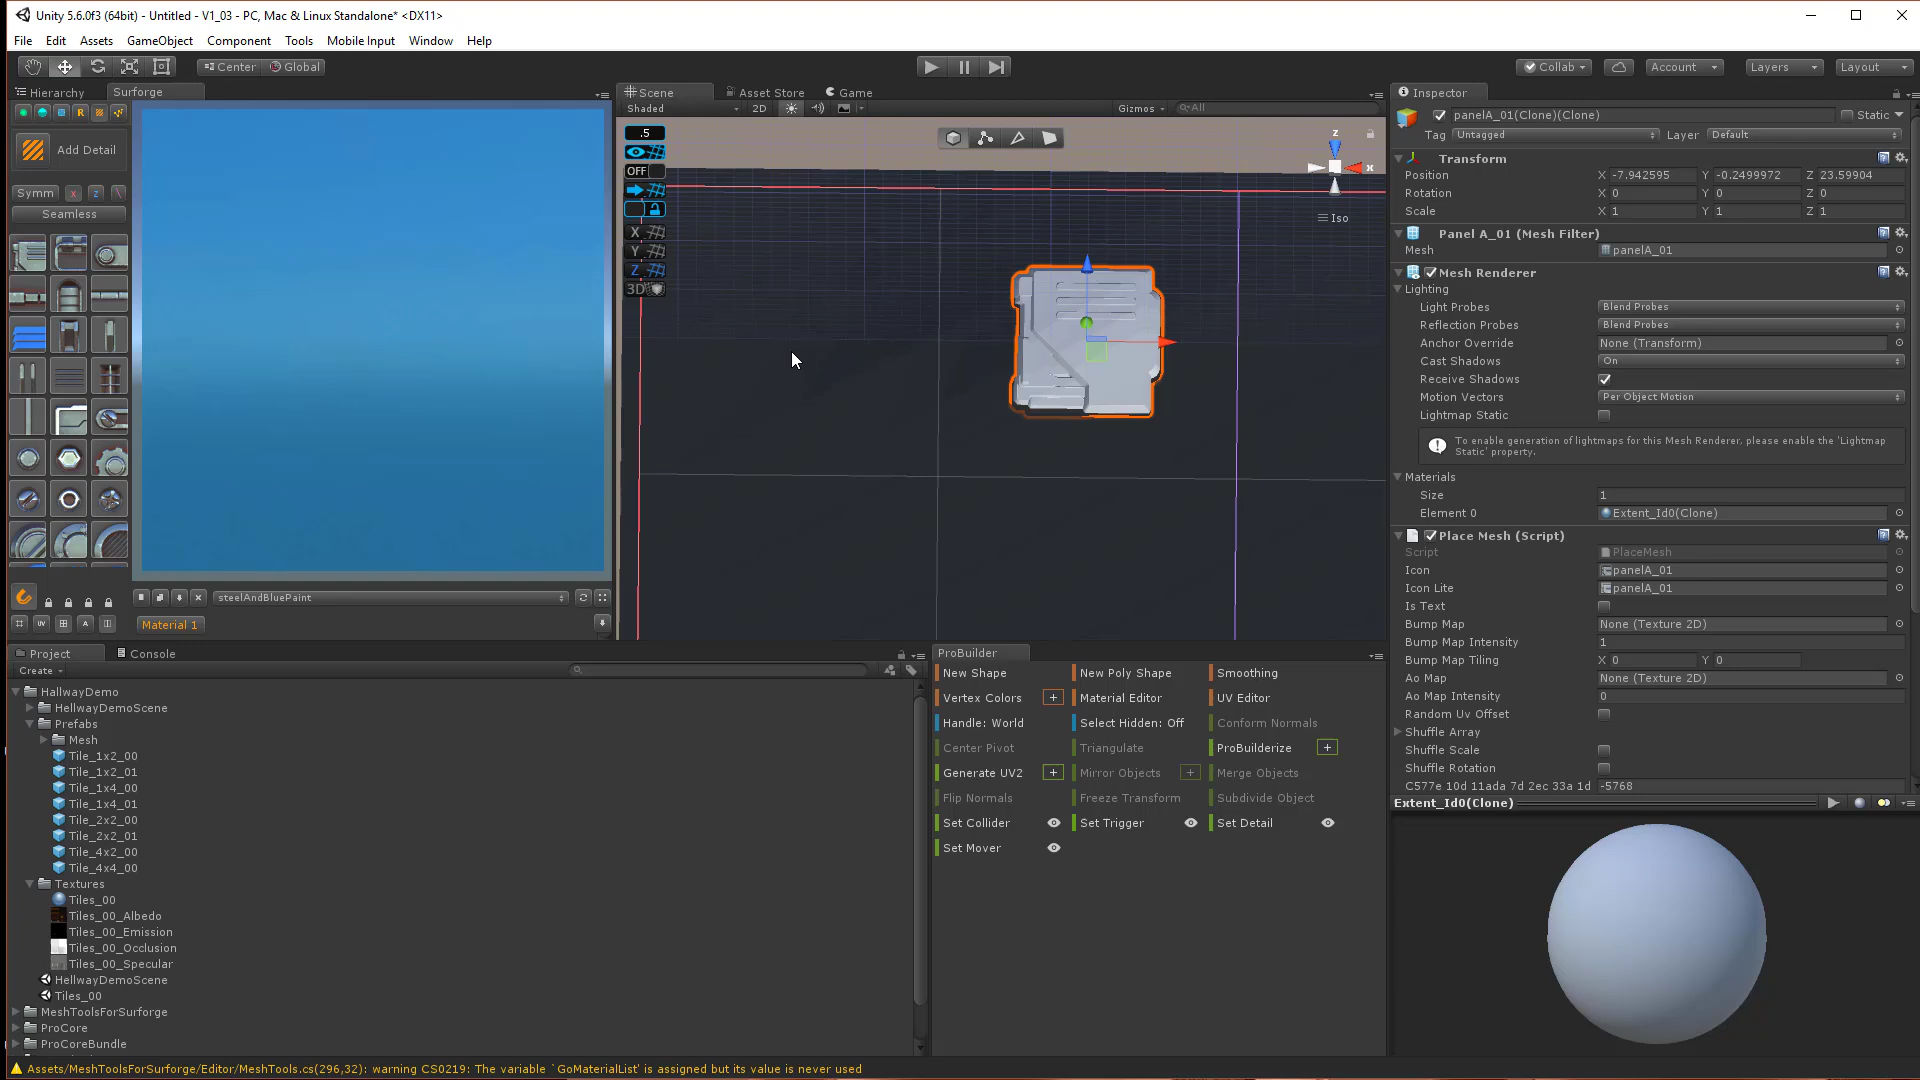 Unity 5.6.0f3 (64bit) - Untitled - V1_03 - PC, Mac & Linux Standalone* <DX11>
File Edit Assets GameObject Component Tools Mobile Input Window Help
Center Global Collab Account Layers Layout
Hierarchy Surforge
Add Detail
Symm x z
Seamless
steelAndBluePaint
UV A
Material 1
Scene Asset Store Game
Shaded 2D Gizmos All
.5
OFF
X
Y
Z
3D
z
x
Iso
Inspector
panelA_01(Clone)(Clone) Static
Tag Untagged Layer Default
Transform
Position X -7.942595 Y -0.2499972 Z 23.59904
Rotation X 0 Y 0 Z 0
Scale X 1 Y 1 Z 1
Panel A_01 (Mesh Filter)
Mesh panelA_01
Mesh Renderer
Lighting
Light Probes Blend Probes
Reflection Probes Blend Probes
Anchor Override None (Transform)
Cast Shadows On
Receive Shadows
Motion Vectors Per Object Motion
Lightmap Static
To enable generation of lightmaps for this Mesh Renderer, please enable the 'Lightmap
Static' property.
Materials
Size 1
Element 0 Extent_Id0(Clone)
Place Mesh (Script)
Script PlaceMesh
Icon panelA_01
Icon Lite panelA_01
Is Text
Bump Map None (Texture 2D)
Bump Map Intensity 1
Bump Map Tiling X 0 Y 0
Ao Map None (Texture 2D)
Ao Map Intensity 0
Random Uv Offset
Shuffle Array
Shuffle Scale
Shuffle Rotation
C577e 10d 11ada 7d 2ec 33a 1d -5768
Extent_Id0(Clone)
Project Console
Create
HallwayDemo
HellwayDemoScene
Prefabs
Mesh
Tile_1x2_00
Tile_1x2_01
Tile_1x4_00
Tile_1x4_01
Tile_2x2_00
Tile_2x2_01
Tile_4x2_00
Tile_4x4_00
Textures
Tiles_00
Tiles_00_Albedo
Tiles_00_Emission
Tiles_00_Occlusion
Tiles_00_Specular
HellwayDemoScene
Tiles_00
MeshToolsForSurforge
ProCore
ProCoreBundle
ProBuilder
New Shape New Poly Shape Smoothing
Vertex Colors + Material Editor UV Editor
Handle: World Select Hidden: Off Conform Normals
Center Pivot Triangulate ProBuilderize +
Generate UV2 + Mirror Objects + Merge Objects
Flip Normals Freeze Transform Subdivide Object
Set Collider Set Trigger Set Detail
Set Mover
Assets/MeshToolsForSurforge/Editor/MeshTools.cs(296,32): warning CS0219: The variable `GoMaterialList' is assigned but its value is never used